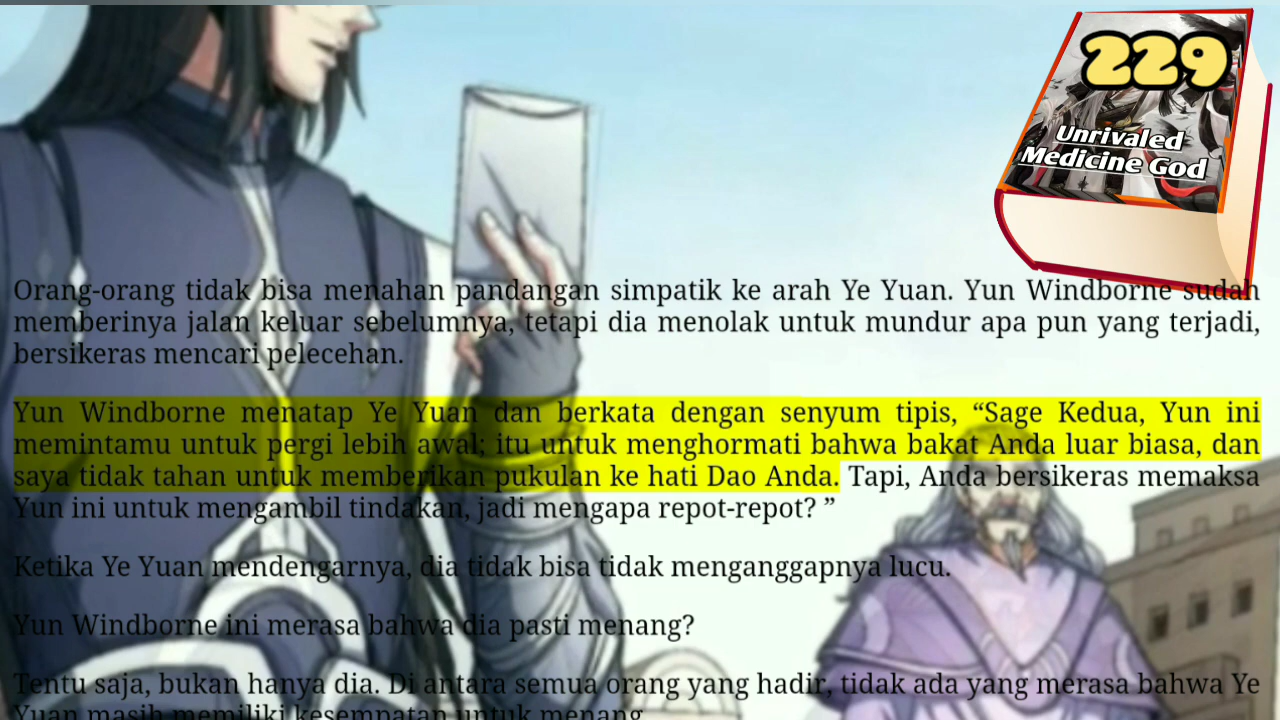 229
Unrivaled
Medicine God
Orang-orang tidak bisa menahan pandangan simpatik ke arah Ye Yuan. Yun Windborne sudah
memberinya jalan keluar sebelumnya, tetapi dia menolak untuk mundur apa pun yang terjadi,
bersikeras mencari pelecehan.
Yun Windborne menatap Ye Yuan dan berkata dengan senyum tipis, “Sage Kedua, Yun ini
memintamu untuk pergi lebih awal; itu untuk menghormati bahwa bakat Anda luar biasa, dan
saya tidak tahan untuk memberikan pukulan ke hati Dao Anda. Tapi, Anda bersikeras memaksa
Yun ini untuk mengambil tindakan, jadi mengapa repot-repot? ”
Ketika Ye Yuan mendengarnya, dia tidak bisa tidak menganggapnya lucu.
Yun Windborne ini merasa bahwa dia pasti menang?
Tentu saja, bukan hanya dia. Di antara semua orang yang hadir, tidak ada yang merasa bahwa Ye
Yuan masih memiliki kesempatan untuk menang.